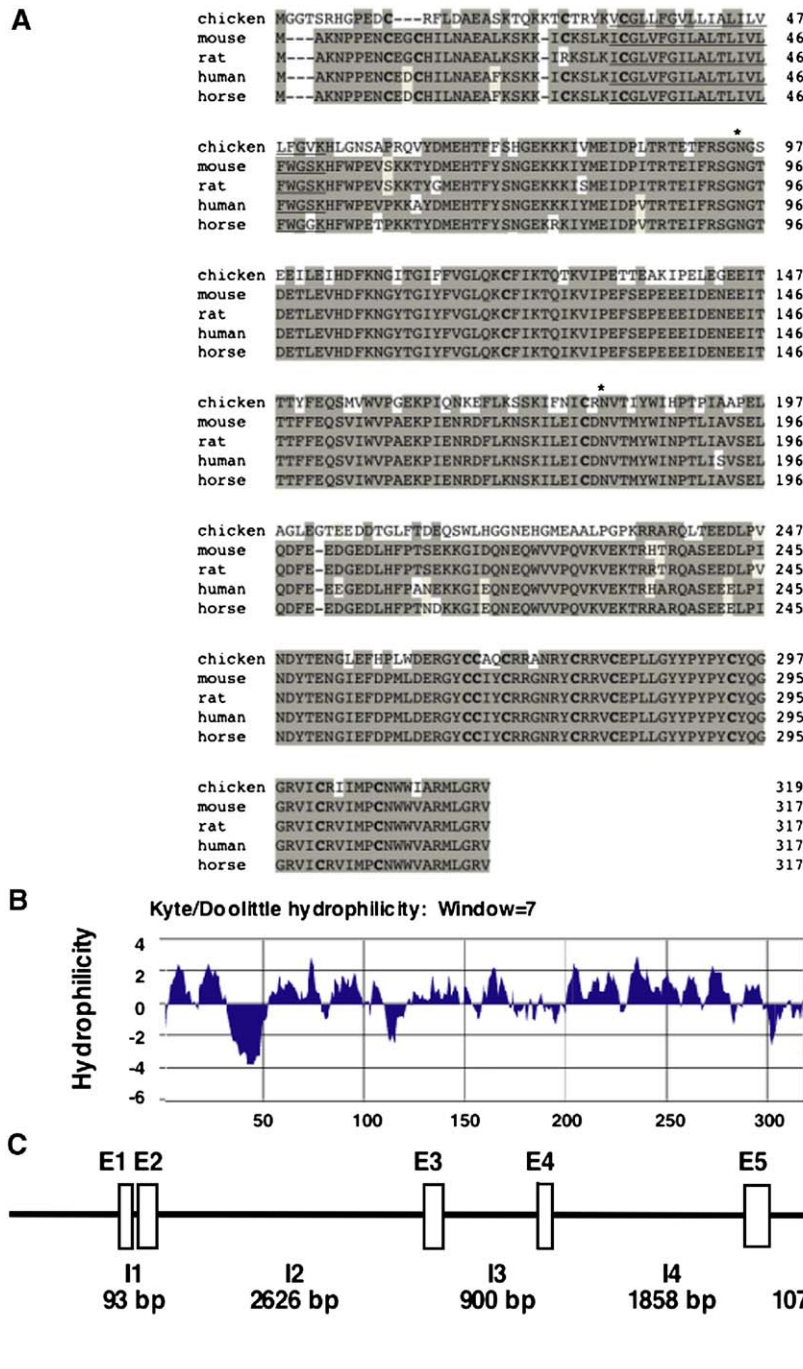 A
chicken MGGTSRHGPEDC---RFLDAEASKTQKKTCTRYKVCGLLFGVLLIALILV 47
mouse M---AKNPPENCEGCHILNAEALKSKK-ICKSLKICGLVFGILALTLIVL 46
rat M---AKNPPENCEGCHILNAEALKSKK-IRKSLKICGLVFGILALTLIVL 46
human M---AKNPPENCEDCHILNAEAFKSKK-ICKSLKICGLVFGILALTLIVL 46
horse M---AKNPPENCEGCHILNAEAFKSKK-ICKSLKICGLVFGILALTLIVL 46
*
chicken LFGVKHLGNSAPRQVYDMEHTFFSHGEKKKIVMEIDPLTRTETFRSGNGS 97
mouse FWGSKHFWPEVSKKTYDMEHTFYSNGEKKKIYMEIDPITRTEIFRSGNGT 96
rat FWGSKHFWPEVSKKTYGMEHTFYSNGEKKKISMEIDPITRTEIFRSGNGT 96
human FWGSKHFWPEVPKKAYDMEHTFYSNGEKKKIYMEIDPVTRTEIFRSGNGT 96
horse FWGGKHFWPETPKKTYDMEHTFYSNGEKRKIYMEIDPVTRTEIFRSGNGT 96
chicken EEILEIHDFKNGITGIFFVGLQKCFIKTQTKVIPETTEAKIPELEGEEIT 147
mouse DETLEVHDFKNGYTGIYFVGLQKCFIKTQIKVIPEFSEPEEEIDENEEIT 146
rat DETLEVHDFKNGYTGIYFVGLQKCFIKTQIKVIPEFSEPEEEIDENEEIT 146
human DETLEVHDFKNGYTGIYFVGLQKCFIKTQIKVIPEFSEPEEEIDENEEIT 146
horse DETLEVHDFKNGYTGIYFVGLQKCFIKTQIKVIPEFSEPEEEIDENEEIT 146
*
chicken TTYFEQSMVWVPGEKPIQNKEFLKSSKIFNICRNVTIYWIHPTPIAAPEL 197
mouse TTFFEQSVIWVPAEKPIENRDFLKNSKILEICDNVTMYWINPTLIAVSEL 196
rat TTFFEQSVIWVPAEKPIENRDFLKNSKILEICDNVTMYWINPTLIAVSEL 196
human TTFFEQSVIWVPAEKPIENRDFLKNSKILEICDNVTMYWINPTLISVSEL 196
horse TTFFEQSVIWVPAEKPIENRDFLKNSKILEICDNVTMYWINPTLIAVSEL 196
chicken AGLEGTEEDDTGLFTDEQSWLHGGNEHGMEAALPGPKRRARQLTEEDLPV 247
mouse QDFE-EDGEDLHFPTSEKKGIDQNEQWVVPQVKVEKTRHTRQASEEDLPI 245
rat QDFE-EDGEDLHFPTSEKKGIDQNEQWVVPQVKVEKTRRTRQASEEDLPV 245
human QDFE-EEGEDLHFPANEKKGIEQNEQWVVPQVKVEKTRHARQASEEELPI 245
horse QDFE-EDGEDLHFPTNDKKGIEQNEQWVVPQVKVEKTRRARQASEEELPI 245
chicken NDYTENGLEFHPLWDERGYCCAQCRRANRYCRRVCEPLLGYYPYPYCYQG 297
mouse NDYTENGIEFDPMLDERGYCCIYCRRGNRYCRRVCEPLLGYYPYPYCYQG 295
rat NDYTENGIEFDPMLDERGYCCIYCRRGNRYCRRVCEPLLGYYPYPYCYQG 295
human NDYTENGIEFDPMLDERGYCCIYCRRGNRYCRRVCEPLLGYYPYPYCYQG 295
horse NDYTENGIEFDPMLDERGYCCIYCRRGNRYCRRVCEPLLGYYPYPYCYQG 295
chicken GRVICRIIMPCNWWIARMLGRV 319
mouse GRVICRVIMPCNWWVARMLGRV 317
rat GRVICRVIMPCNWWVARMLGRV 317
human GRVICRVIMPCNWWVARMLGRV 317
horse GRVICRVIMPCNWWVARMLGRV 317
B
Kyte/Doolittle hydrophilicity: Window=7
Hydrophilicity
4
2
0
-2
-4
-6
50 100 150 200 250 300
C
E1 E2 E3 E4 E5
I1 I2 I3 I4
93 bp 2626 bp 900 bp 1858 bp 107